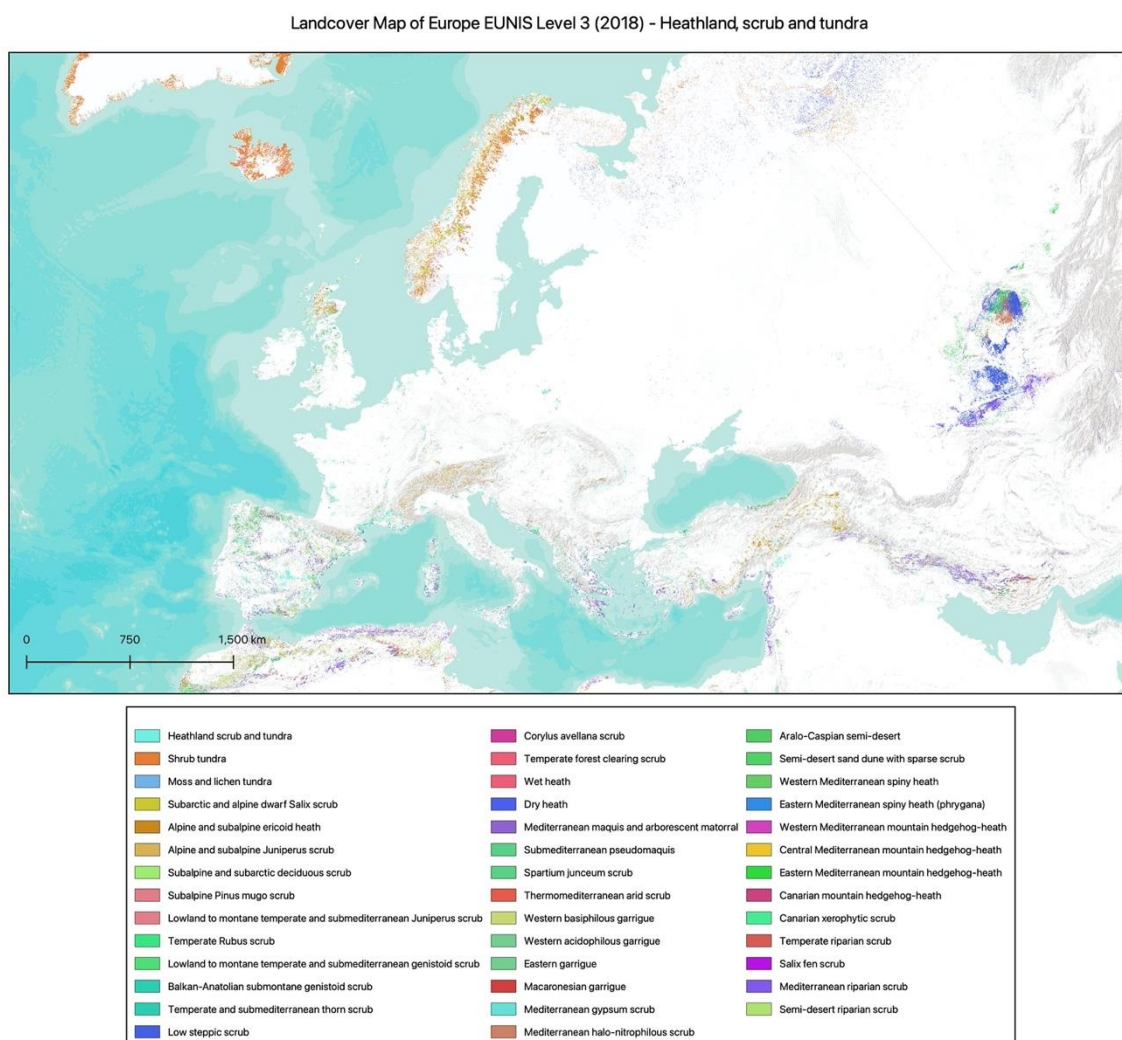 Landcover Map of Europe EUNIS Level 3 (2018) - Heathland, scrub and tundra
0 750 1,500 km
Heathland scrub and tundra
Shrub tundra
Moss and lichen tundra
Subarctic and alpine dwarf Salix scrub
Alpine and subalpine ericoid heath
Alpine and subalpine Juniperus scrub
Subalpine and subarctic deciduous scrub
Subalpine Pinus mugo scrub
Lowland to montane temperate and submediterranean Juniperus scrub
Temperate Rubus scrub
Lowland to montane temperate and submediterranean genistoid scrub
Balkan-Anatolian submontane genistoid scrub
Temperate and submediterranean thorn scrub
Low steppic scrub
Corylus avellana scrub
Temperate forest clearing scrub
Wet heath
Dry heath
Mediterranean maquis and arborescent matorral
Submediterranean pseudomaquis
Spartium junceum scrub
Thermomediterranean arid scrub
Western basiphilous garrigue
Western acidophilous garrigue
Eastern garrigue
Macaronesian garrigue
Mediterranean gypsum scrub
Mediterranean halo-nitrophilous scrub
Aralo-Caspian semi-desert
Semi-desert sand dune with sparse scrub
Western Mediterranean spiny heath
Eastern Mediterranean spiny heath (phrygana)
Western Mediterranean mountain hedgehog-heath
Central Mediterranean mountain hedgehog-heath
Eastern Mediterranean mountain hedgehog-heath
Canarian mountain hedgehog-heath
Canarian xerophytic scrub
Temperate riparian scrub
Salix fen scrub
Mediterranean riparian scrub
Semi-desert riparian scrub